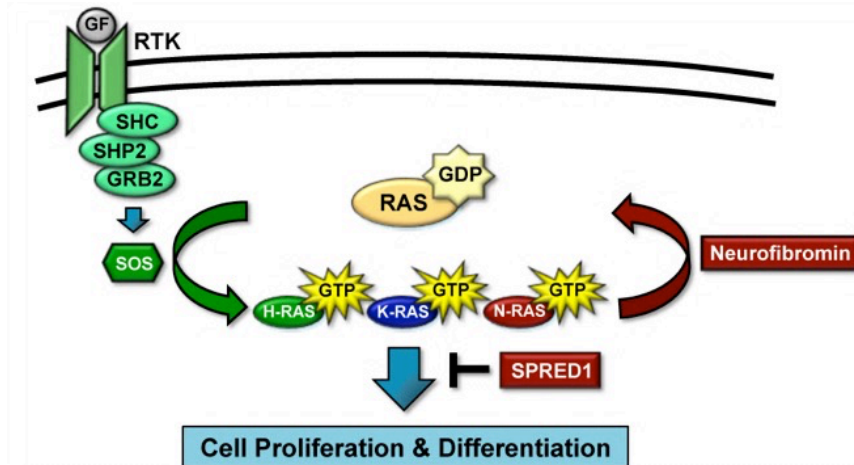 GF
RTK
SHC
SHP2
GRB2
SOS
GDP
RAS
Neurofibromin
GTP
H-RAS
GTP
K-RAS
GTP
N-RAS
SPRED1
Cell Proliferation & Differentiation